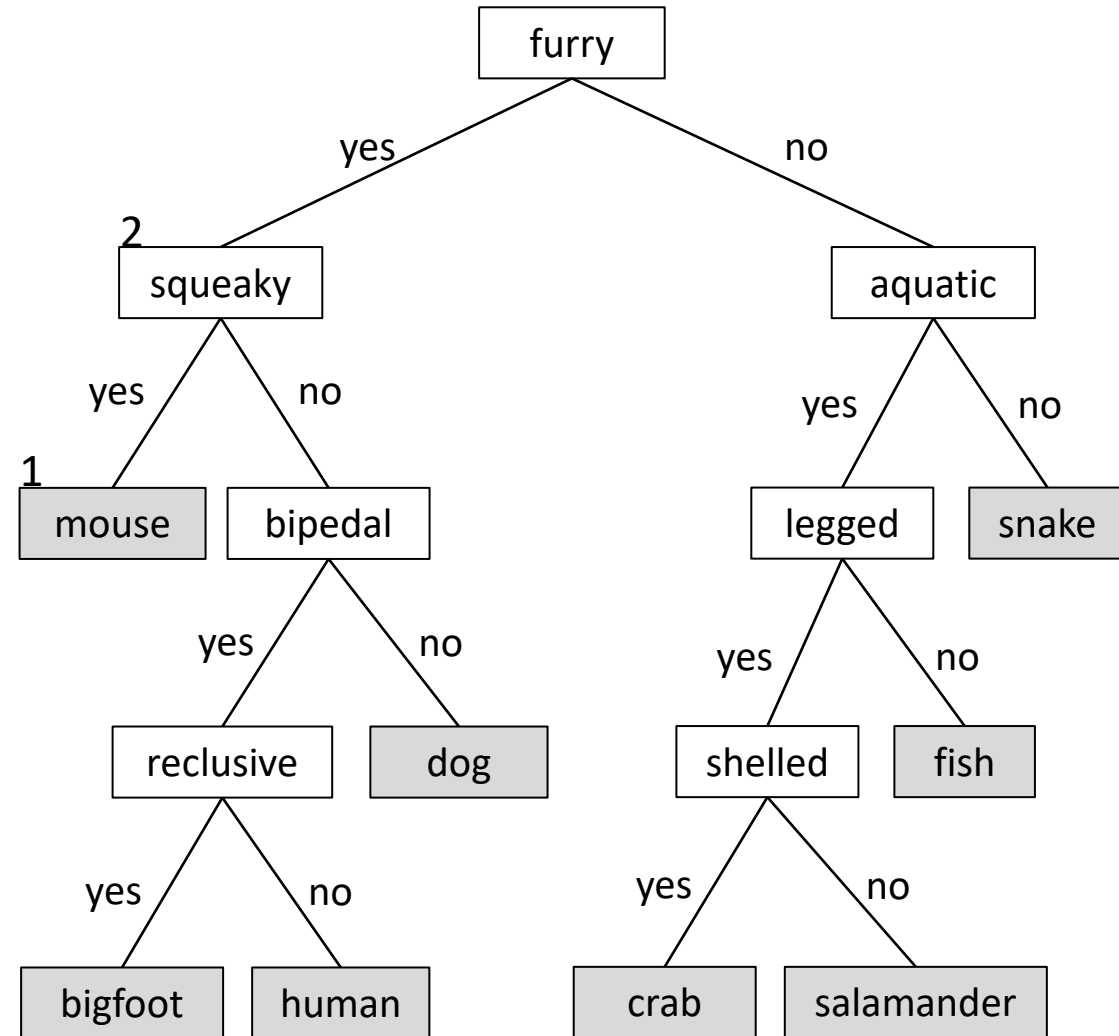 furry
yes no
2
squeaky aquatic
yes no yes no
1
mouse bipedal legged snake
yes no yes no
reclusive dog shelled fish
yes no yes no
bigfoot human crab salamander